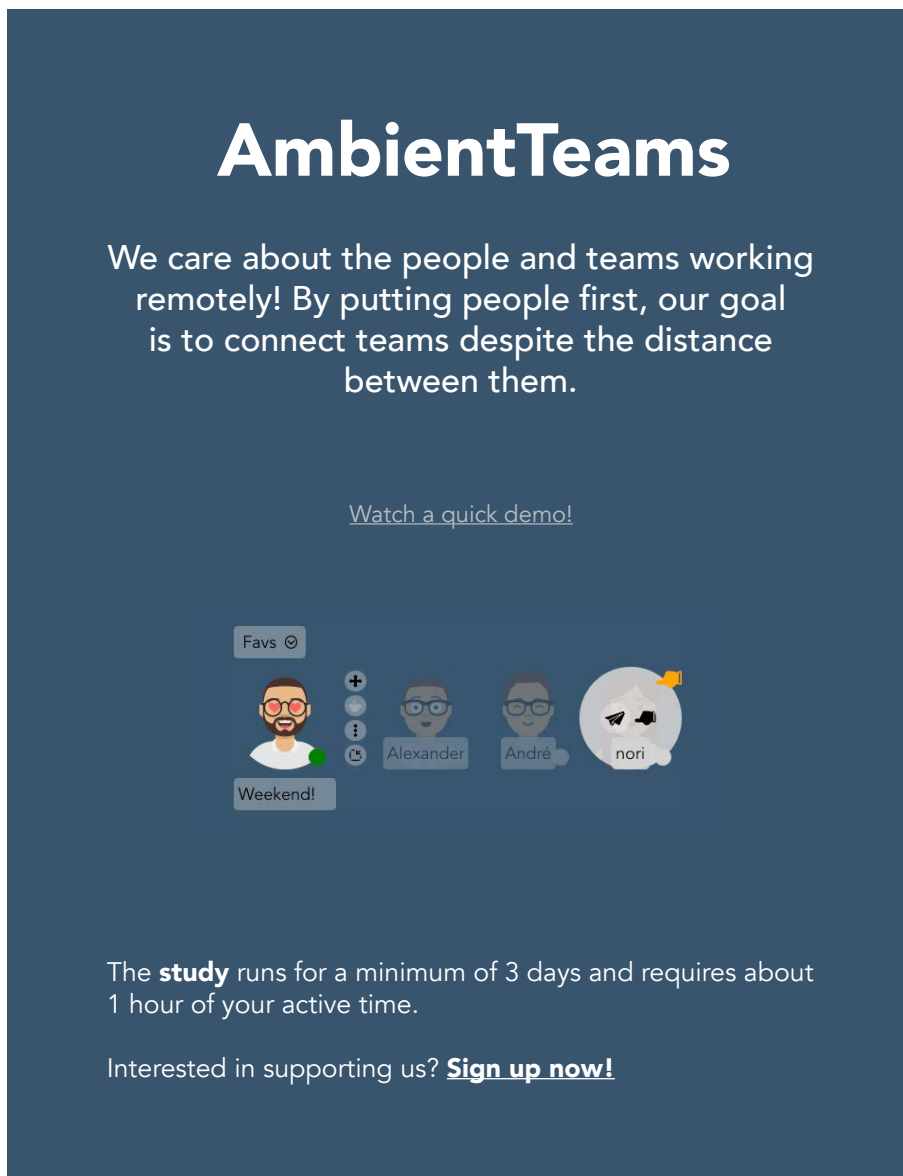 AmbientTeams
We care about the people and teams working
remotely! By putting people first, our goal
is to connect teams despite the distance
between them.
Watch a quick demo!
Favs
Alexander
André
nori
Weekend!
The study runs for a minimum of 3 days and requires about
1 hour of your active time.
Interested in supporting us? Sign up now!